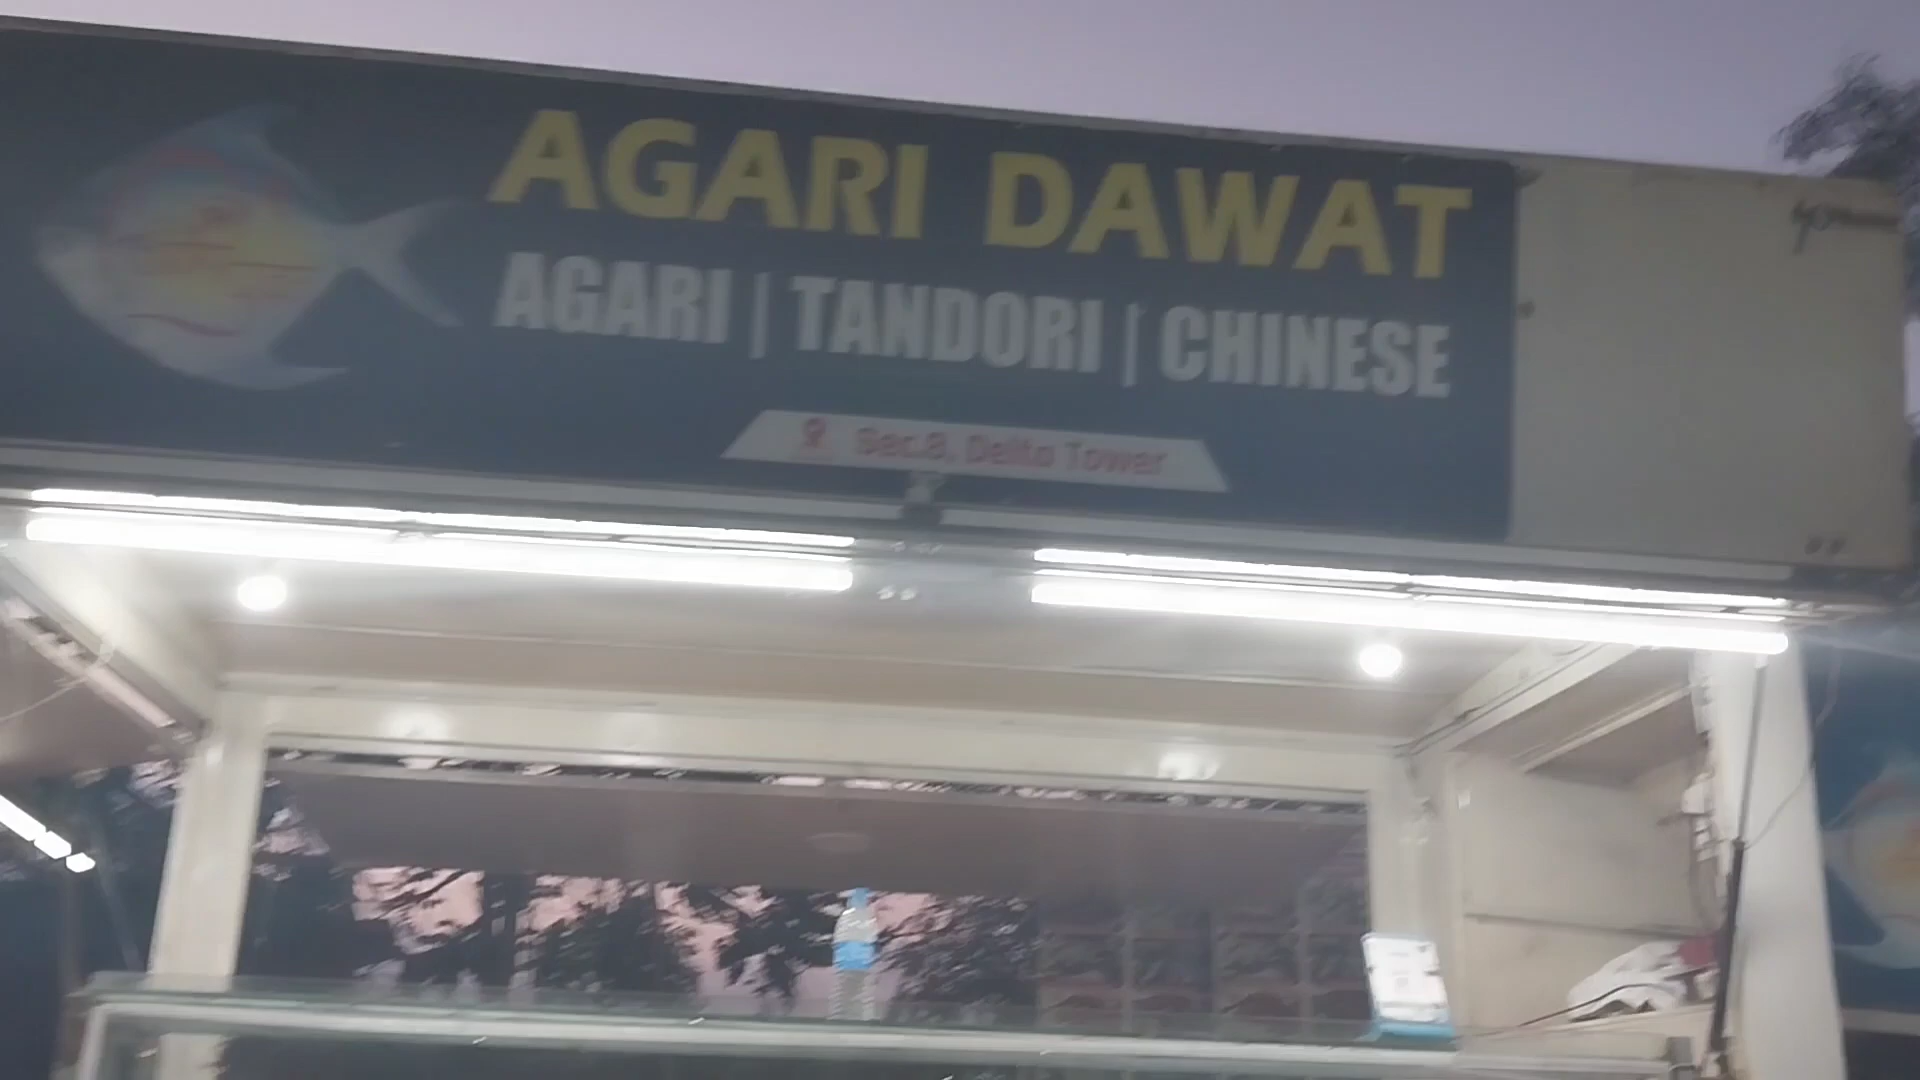 AGARI DAWAT
AGARI | TANDORI | CHINESE
Sec.8, Delta Tower